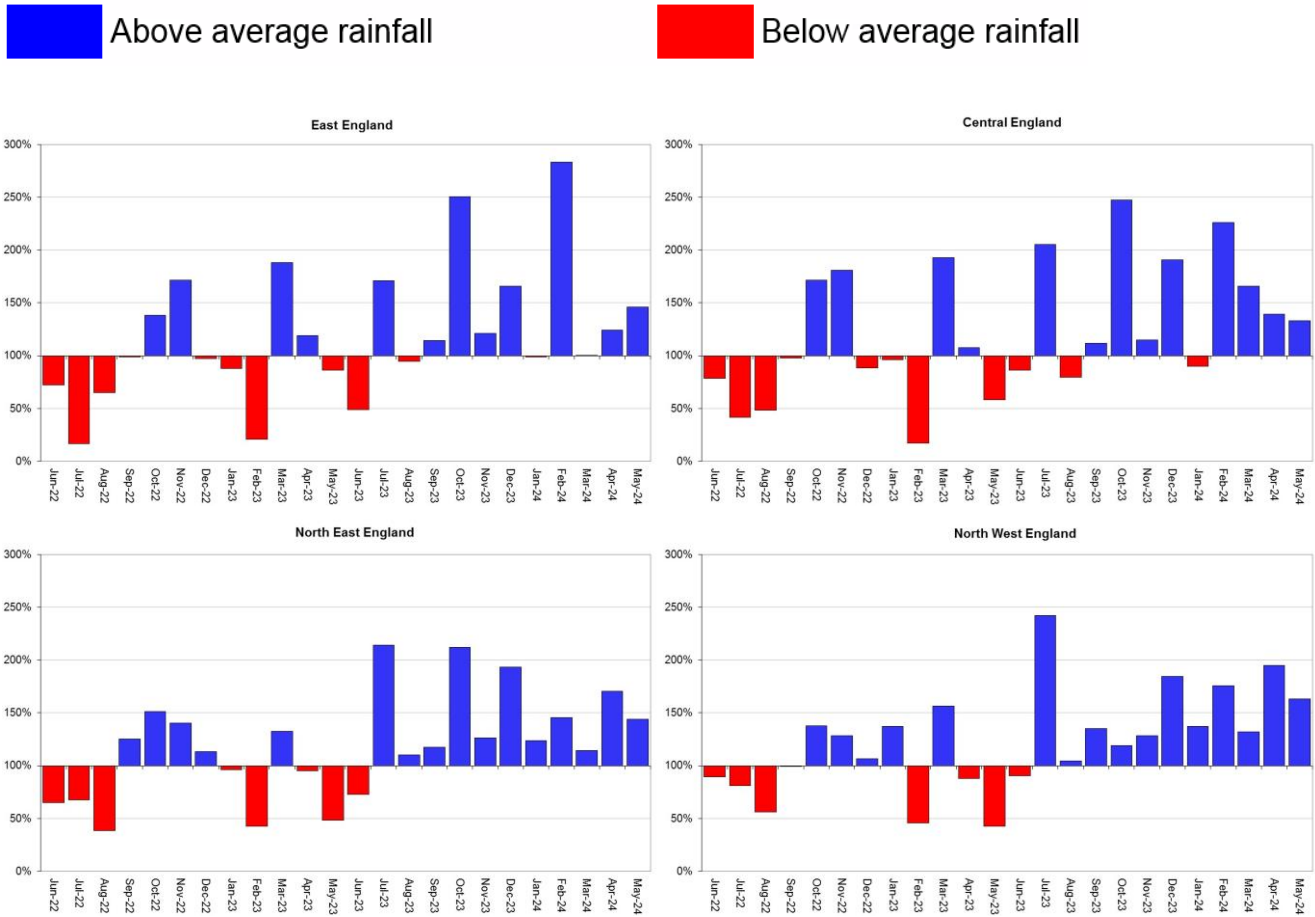 Above average rainfall
Below average rainfall
East England
300%
250%
200%
150%
100%
50%
0%
Jun-22 Jul-22 Aug-22 Sep-22 Oct-22 Nov-22 Dec-22 Jan-23 Feb-23 Mar-23 Apr-23 May-23 Jun-23 Jul-23 Aug-23 Sep-23 Oct-23 Nov-23 Dec-23 Jan-24 Feb-24 Mar-24 Apr-24 May-24
Central England
300%
250%
200%
150%
100%
50%
0%
Jun-22 Jul-22 Aug-22 Sep-22 Oct-22 Nov-22 Dec-22 Jan-23 Feb-23 Mar-23 Apr-23 May-23 Jun-23 Jul-23 Aug-23 Sep-23 Oct-23 Nov-23 Dec-23 Jan-24 Feb-24 Mar-24 Apr-24 May-24
North East England
300%
250%
200%
150%
100%
50%
0%
Jun-22 Jul-22 Aug-22 Sep-22 Oct-22 Nov-22 Dec-22 Jan-23 Feb-23 Mar-23 Apr-23 May-23 Jun-23 Jul-23 Aug-23 Sep-23 Oct-23 Nov-23 Dec-23 Jan-24 Feb-24 Mar-24 Apr-24 May-24
North West England
300%
250%
200%
150%
100%
50%
0%
Jun-22 Jul-22 Aug-22 Sep-22 Oct-22 Nov-22 Dec-22 Jan-23 Feb-23 Mar-23 Apr-23 May-23 Jun-23 Jul-23 Aug-23 Sep-23 Oct-23 Nov-23 Dec-23 Jan-24 Feb-24 Mar-24 Apr-24 May-24